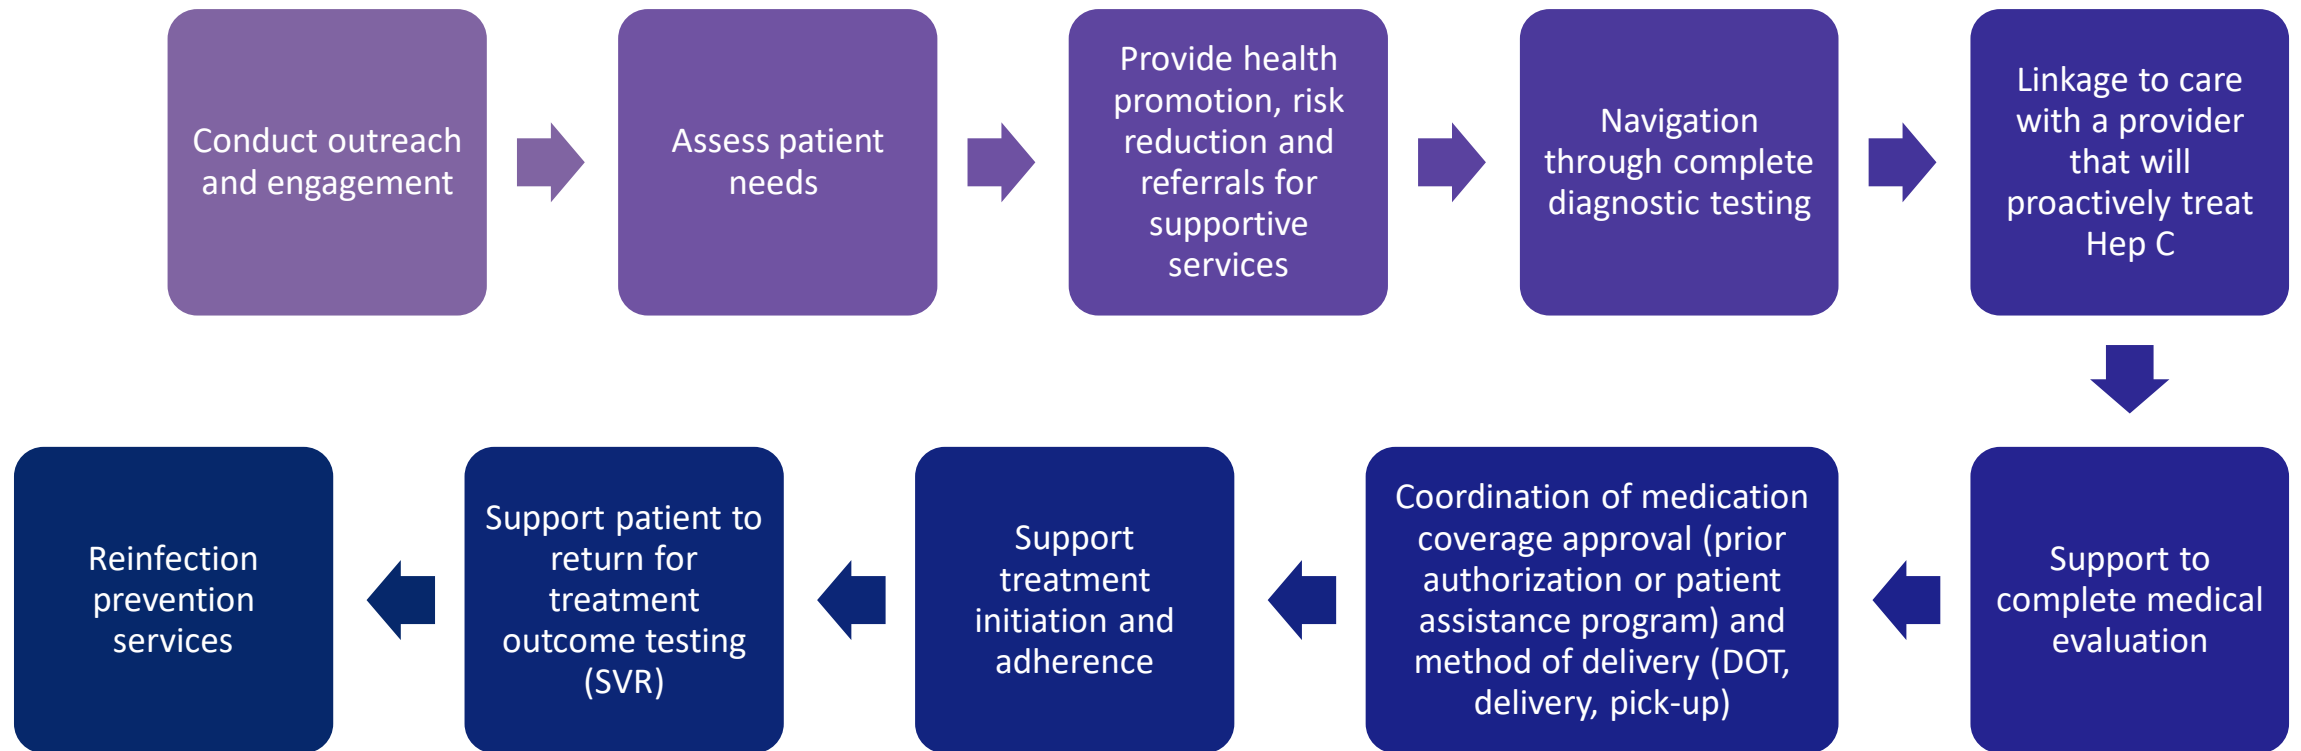 Conduct outreach
and engagement
Assess patient
needs
Provide health
promotion, risk
reduction and
referrals for
supportive
services
Navigation
through complete
diagnostic testing
Linkage to care
with a provider
that will
proactively treat
Hep C
Support to
complete medical
evaluation
Coordination of medication
coverage approval (prior
authorization or patient
assistance program) and
method of delivery (DOT,
delivery, pick-up)
Support
treatment
initiation and
adherence
Support patient to
return for
treatment
outcome testing
(SVR)
Reinfection
prevention
services